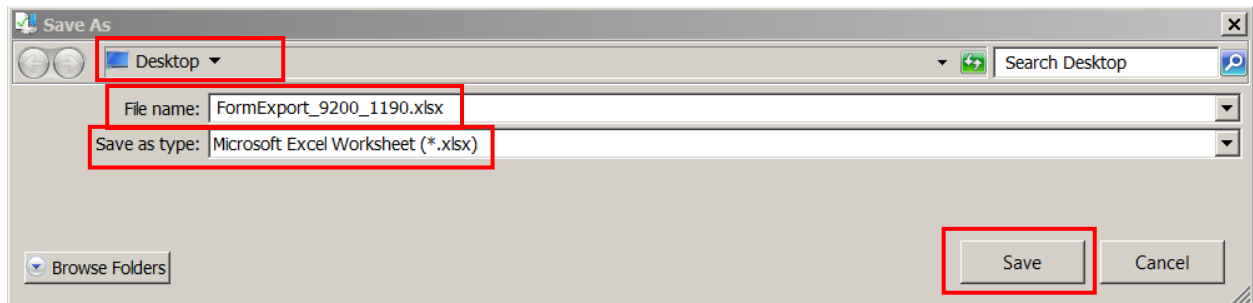 Save As
Desktop
Search Desktop
File name: FormExport_9200_1190.xlsx
Save as type: Microsoft Excel Worksheet (*.xlsx)
Browse Folders
Save
Cancel